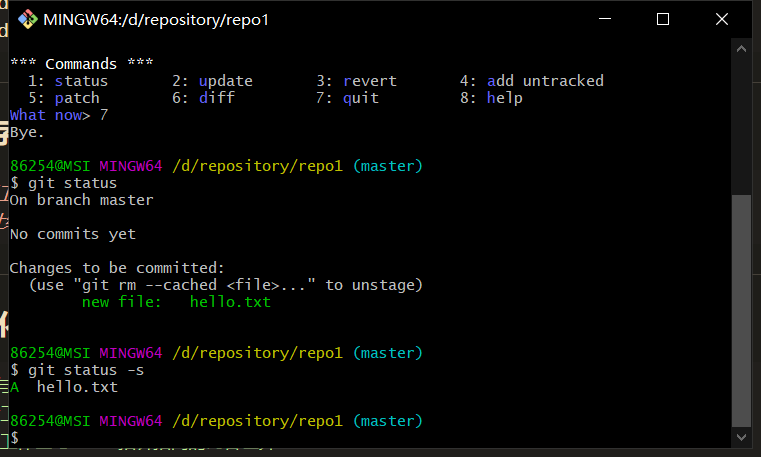 MINGW64:/d/repository/repo1
*** Commands ***
  1: status       2: update       3: revert       4: add untracked
  5: patch        6: diff         7: quit         8: help
What now> 7
Bye.

86254@MSI MINGW64 /d/repository/repo1 (master)
$ git status
On branch master

No commits yet

Changes to be committed:
  (use "git rm --cached <file>..." to unstage)
        new file:   hello.txt


86254@MSI MINGW64 /d/repository/repo1 (master)
$ git status -s
A  hello.txt

86254@MSI MINGW64 /d/repository/repo1 (master)
$